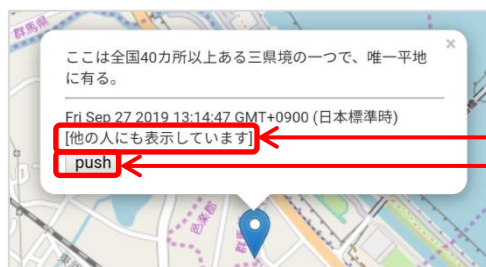 群馬県
ここは全国40カ所以上ある三県境の一つで、唯一平地
に有る。
×
Fri Sep 27 2019 13:14:47 GMT+0900 (日本標準時)
[他の人にも表示しています]
push
邑楽郡